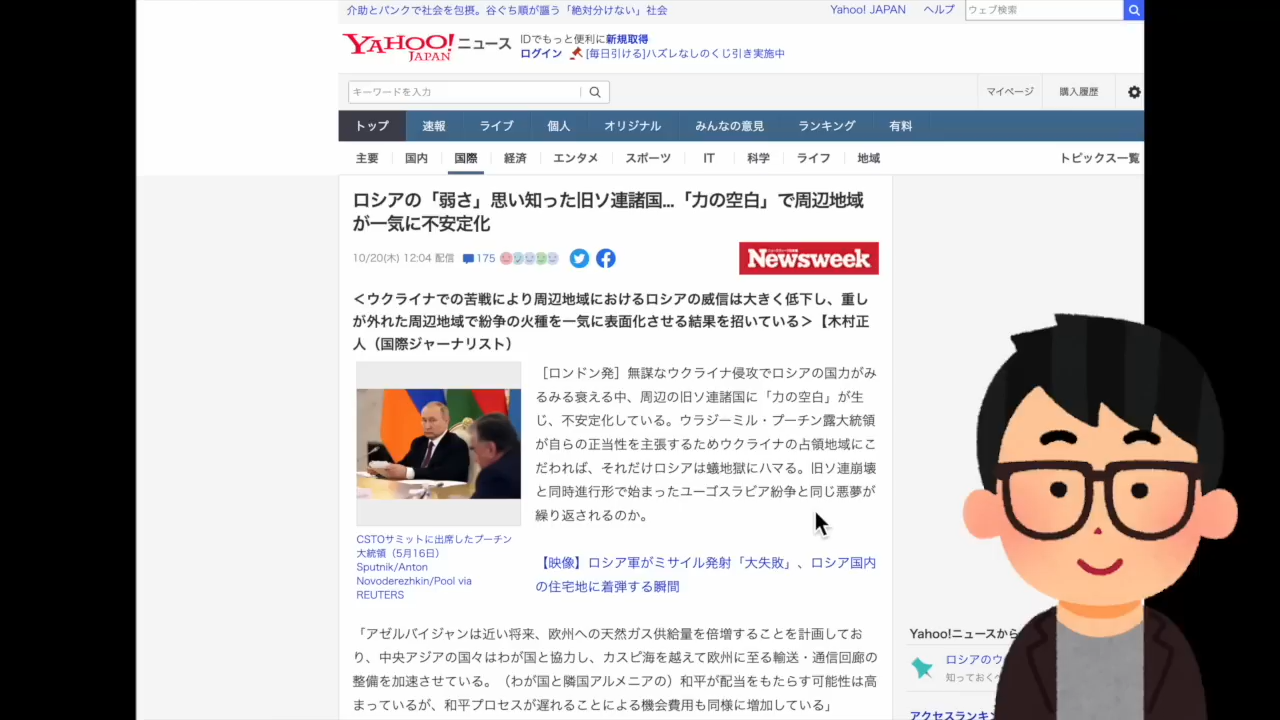 介助とパンクで社会を包摂。谷ぐち順が謳う「絶対分けない」社会
Yahoo! JAPAN ヘルプ
ウェブ検索
YAHOO! JAPAN ニュース
IDでもっと便利に新規取得
ログイン [毎日引ける]ハズレなしのくじ引き実施中
キーワードを入力
マイページ 購入履歴
トップ 速報 ライブ 個人 オリジナル みんなの意見 ランキング 有料
主要 国内 国際 経済 エンタメ スポーツ IT 科学 ライフ 地域 トピックス一覧
ロシアの「弱さ」思い知った旧ソ連諸国...「力の空白」で周辺地域
が一気に不安定化
10/20(木) 12:04 配信 175
Newsweek
＜ウクライナでの苦戦により周辺地域におけるロシアの威信は大きく低下し、重し
が外れた周辺地域で紛争の火種を一気に表面化させる結果を招いている＞【木村正
人（国際ジャーナリスト）
［ロンドン発］無謀なウクライナ侵攻でロシアの国力がみ
るみる衰える中、周辺の旧ソ連諸国に「力の空白」が生
じ、不安定化している。ウラジーミル・プーチン露大統領
が自らの正当性を主張するためウクライナの占領地域にこ
だわれば、それだけロシアは蟻地獄にハマる。旧ソ連崩壊
と同時進行形で始まったユーゴスラビア紛争と同じ悪夢が
繰り返されるのか。
CSTOサミットに出席したプーチン
大統領（5月16日）
Sputnik/Anton
Novoderezhkin/Pool via
REUTERS
【映像】ロシア軍がミサイル発射「大失敗」、ロシア国内
の住宅地に着弾する瞬間
「アゼルバイジャンは近い将来、欧州への天然ガス供給量を倍増することを計画してお
り、中央アジアの国々はわが国と協力し、カスピ海を越えて欧州に至る輸送・通信回廊の
整備を加速させている。（わが国と隣国アルメニアの）和平が配当をもたらす可能性は高
まっているが、和平プロセスが遅れることによる機会費用も同様に増加している」
Yahoo!ニュースから
ロシアのウ
知っておく
アクセスランキ